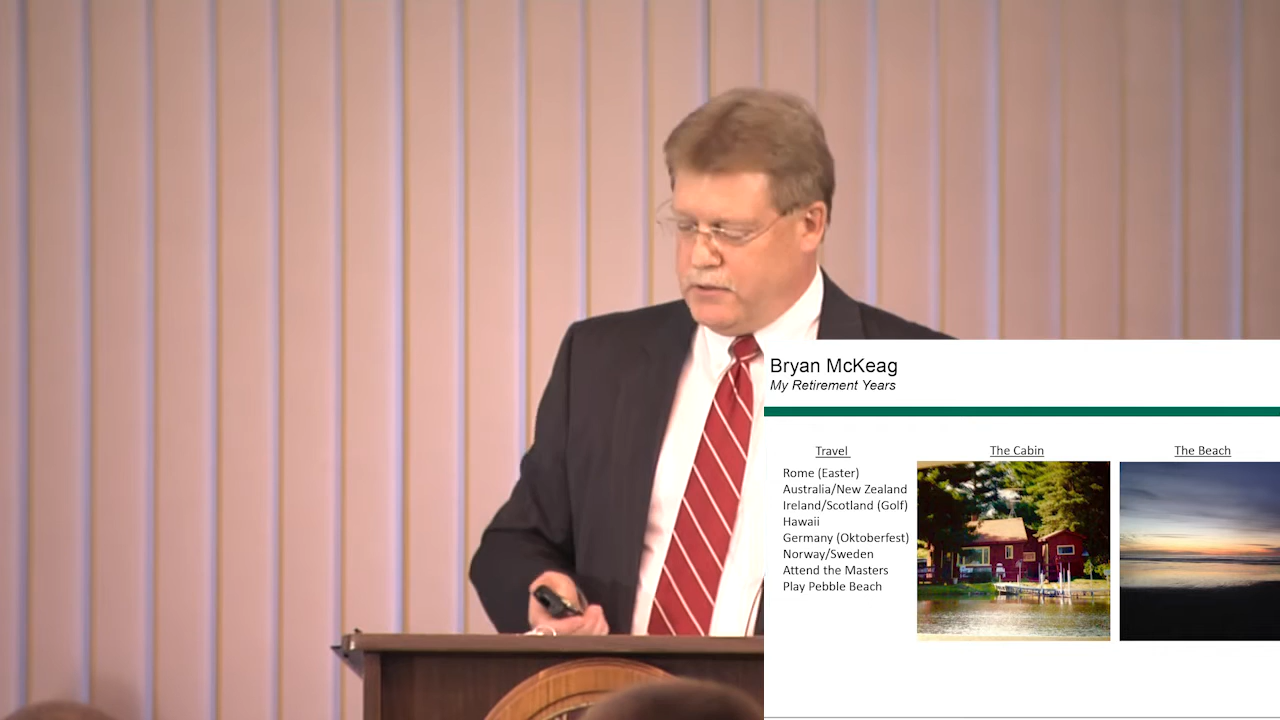 Bryan McKeag
My Retirement Years
Travel
Rome (Easter)
Australia/New Zealand
Ireland/Scotland (Golf)
Hawaii
Germany (Oktoberfest)
Norway/Sweden
Attend the Masters
Play Pebble Beach
The Cabin
The Beach